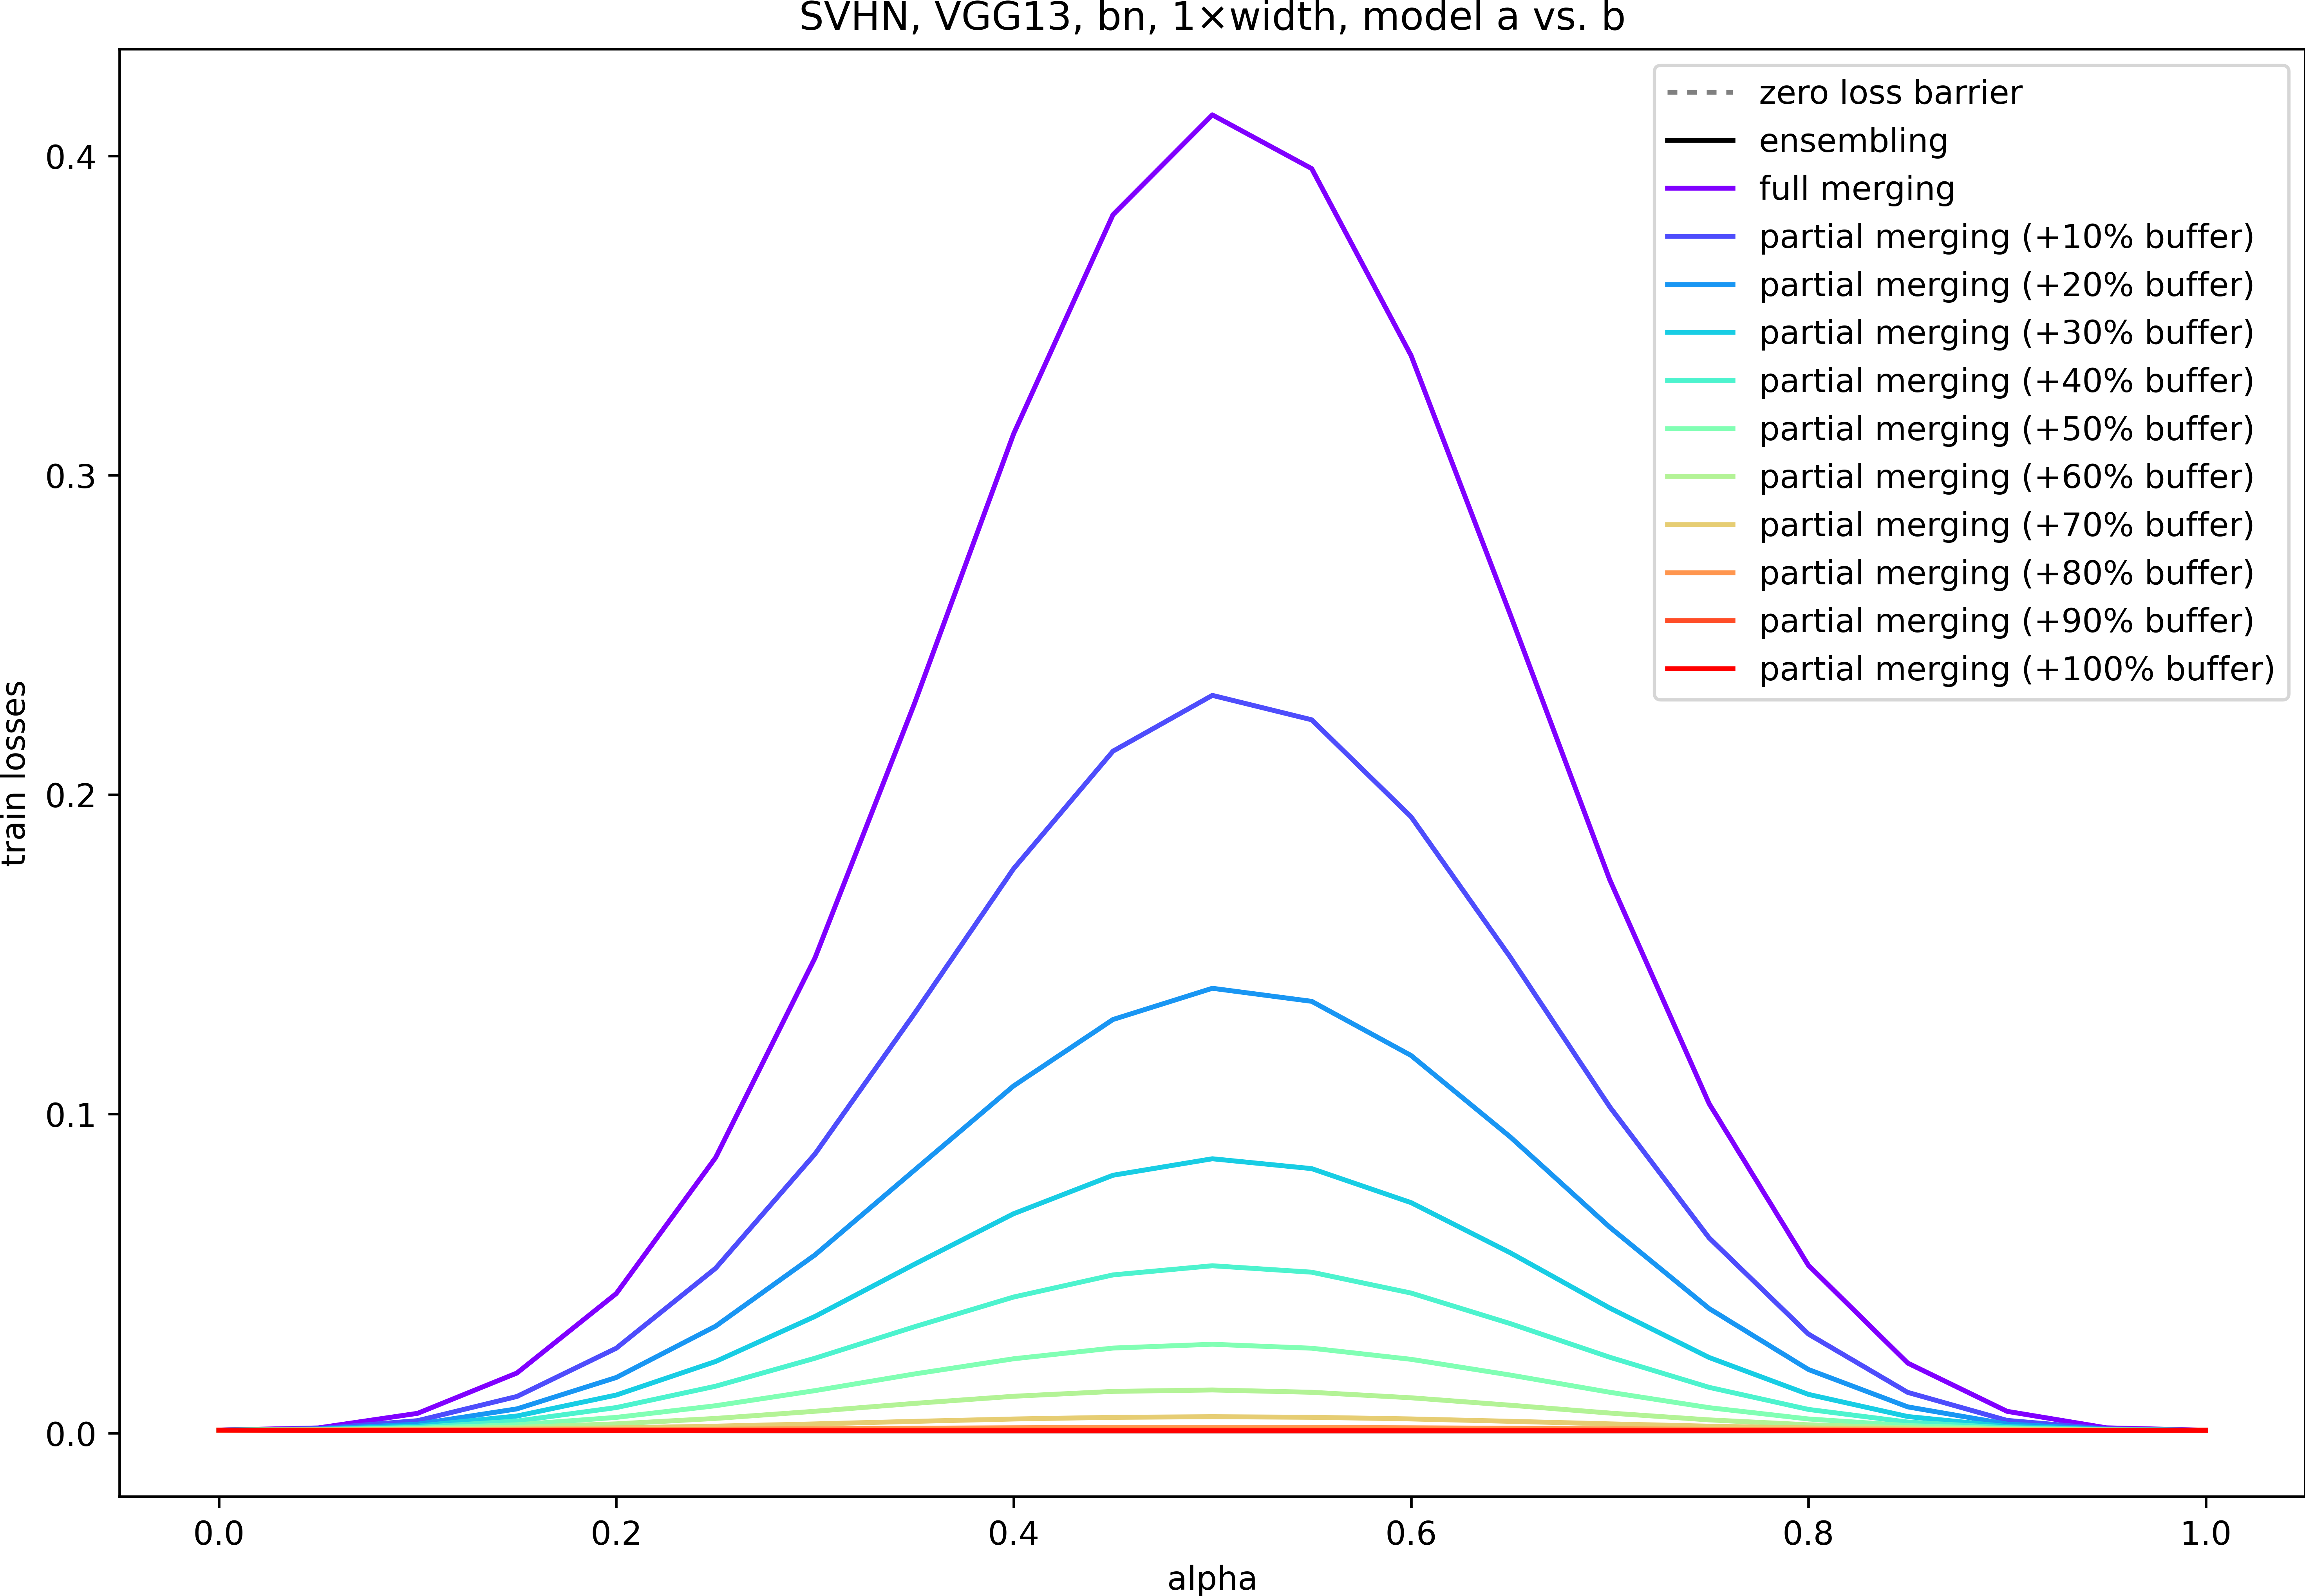 SVHN, VGG13, bn, 1×width, model a vs. b
zero loss barrier
ensembling
full merging
partial merging (+10% buffer)
partial merging (+20% buffer)
partial merging (+30% buffer)
partial merging (+40% buffer)
partial merging (+50% buffer)
partial merging (+60% buffer)
partial merging (+70% buffer)
partial merging (+80% buffer)
partial merging (+90% buffer)
partial merging (+100% buffer)
train losses
0.4
0.3
0.2
0.1
0.0
0.0 0.2 0.4 0.6 0.8 1.0
alpha